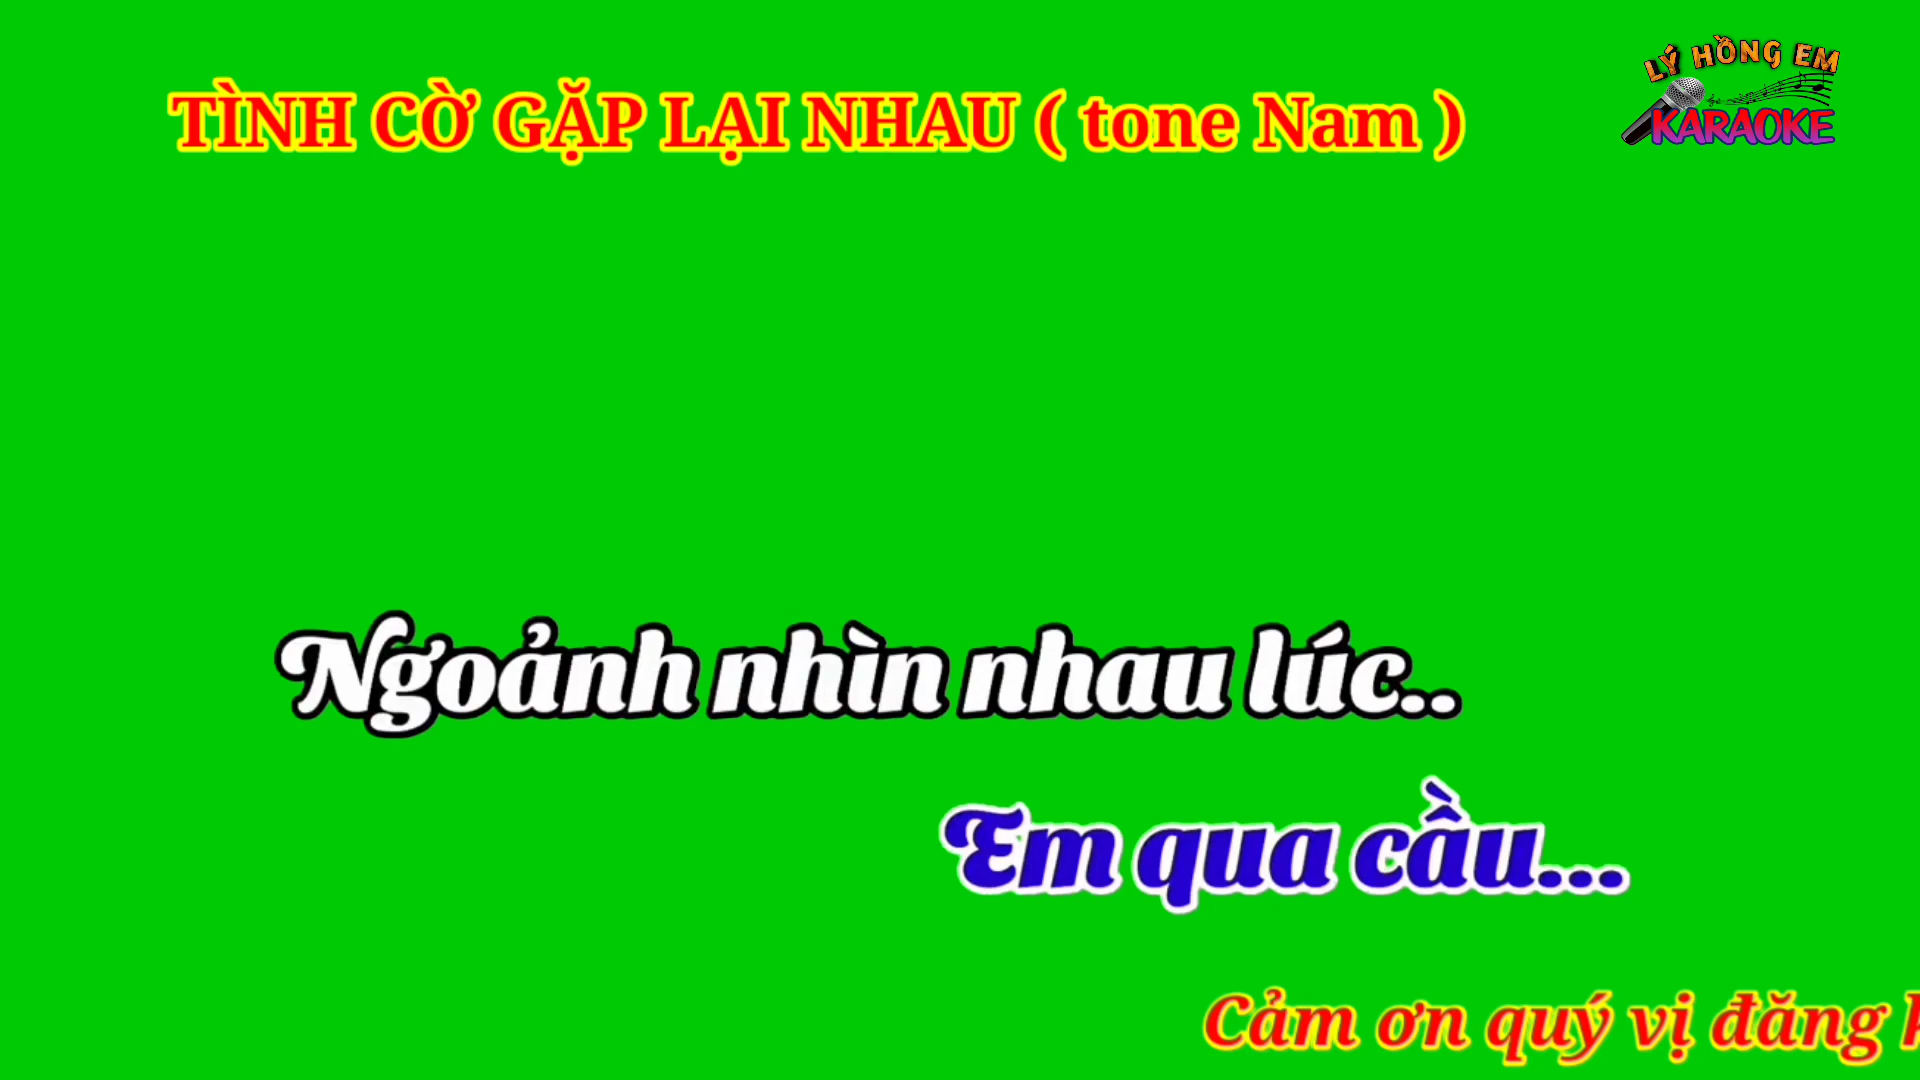 LÝ HỒNG EM
KARAOKE
TÌNH CỜ GẶP LẠI NHAU ( tone Nam )
Ngoảnh nhìn nhau lúc..
Em qua cầu...
Cảm ơn quý vị đăng